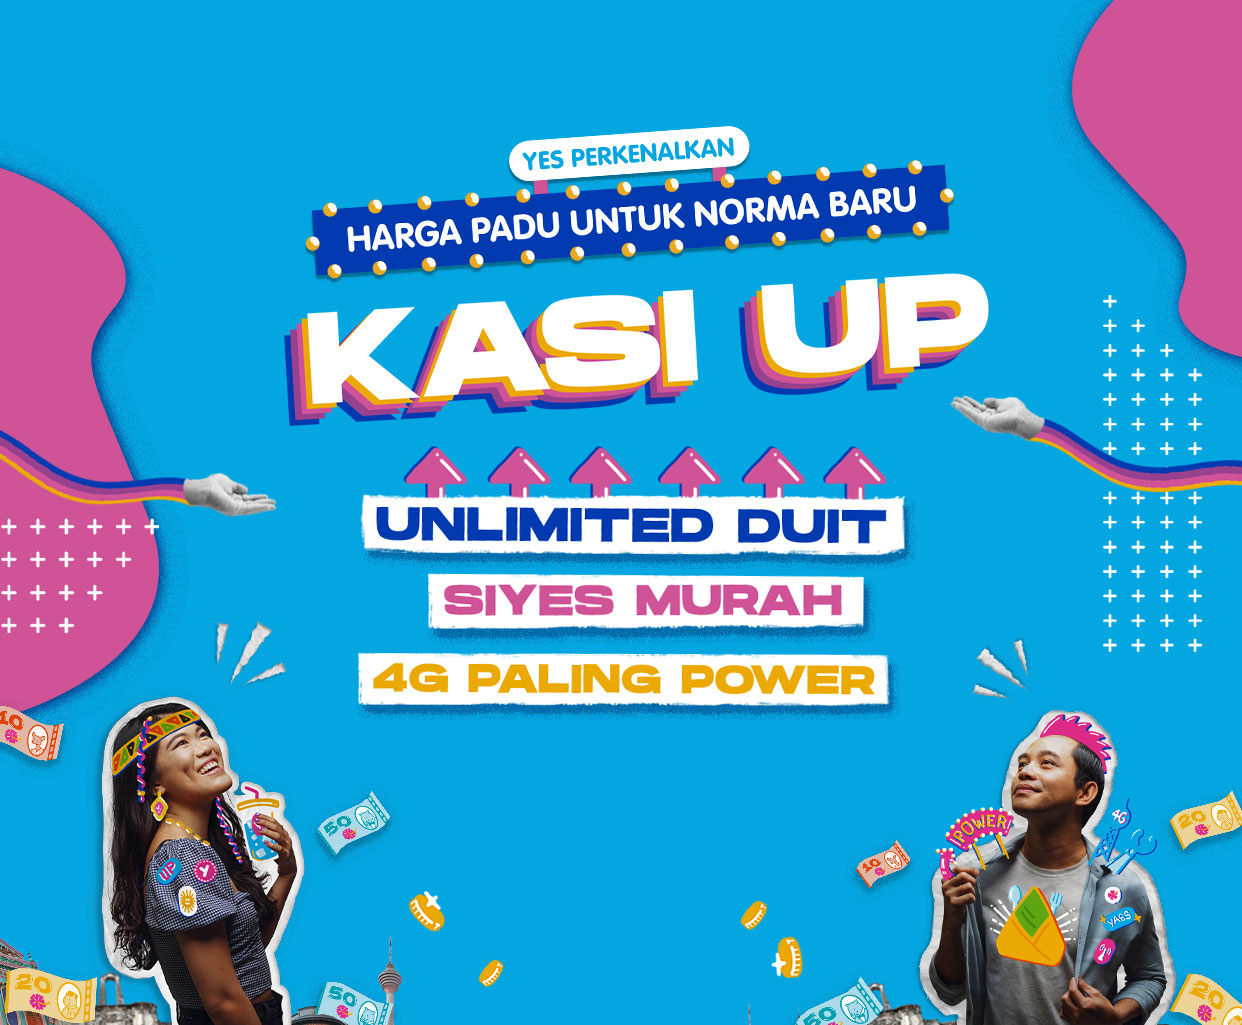 YES PERKENALKAN
HARGA PADU UNTUK NORMA BARU
KASI UP
UNLIMITED DUIT
SIYES MURAH
4G PALING POWER
10
50
UP
Y
!POWER!
4G
20
10
YASS
20
50
50
20